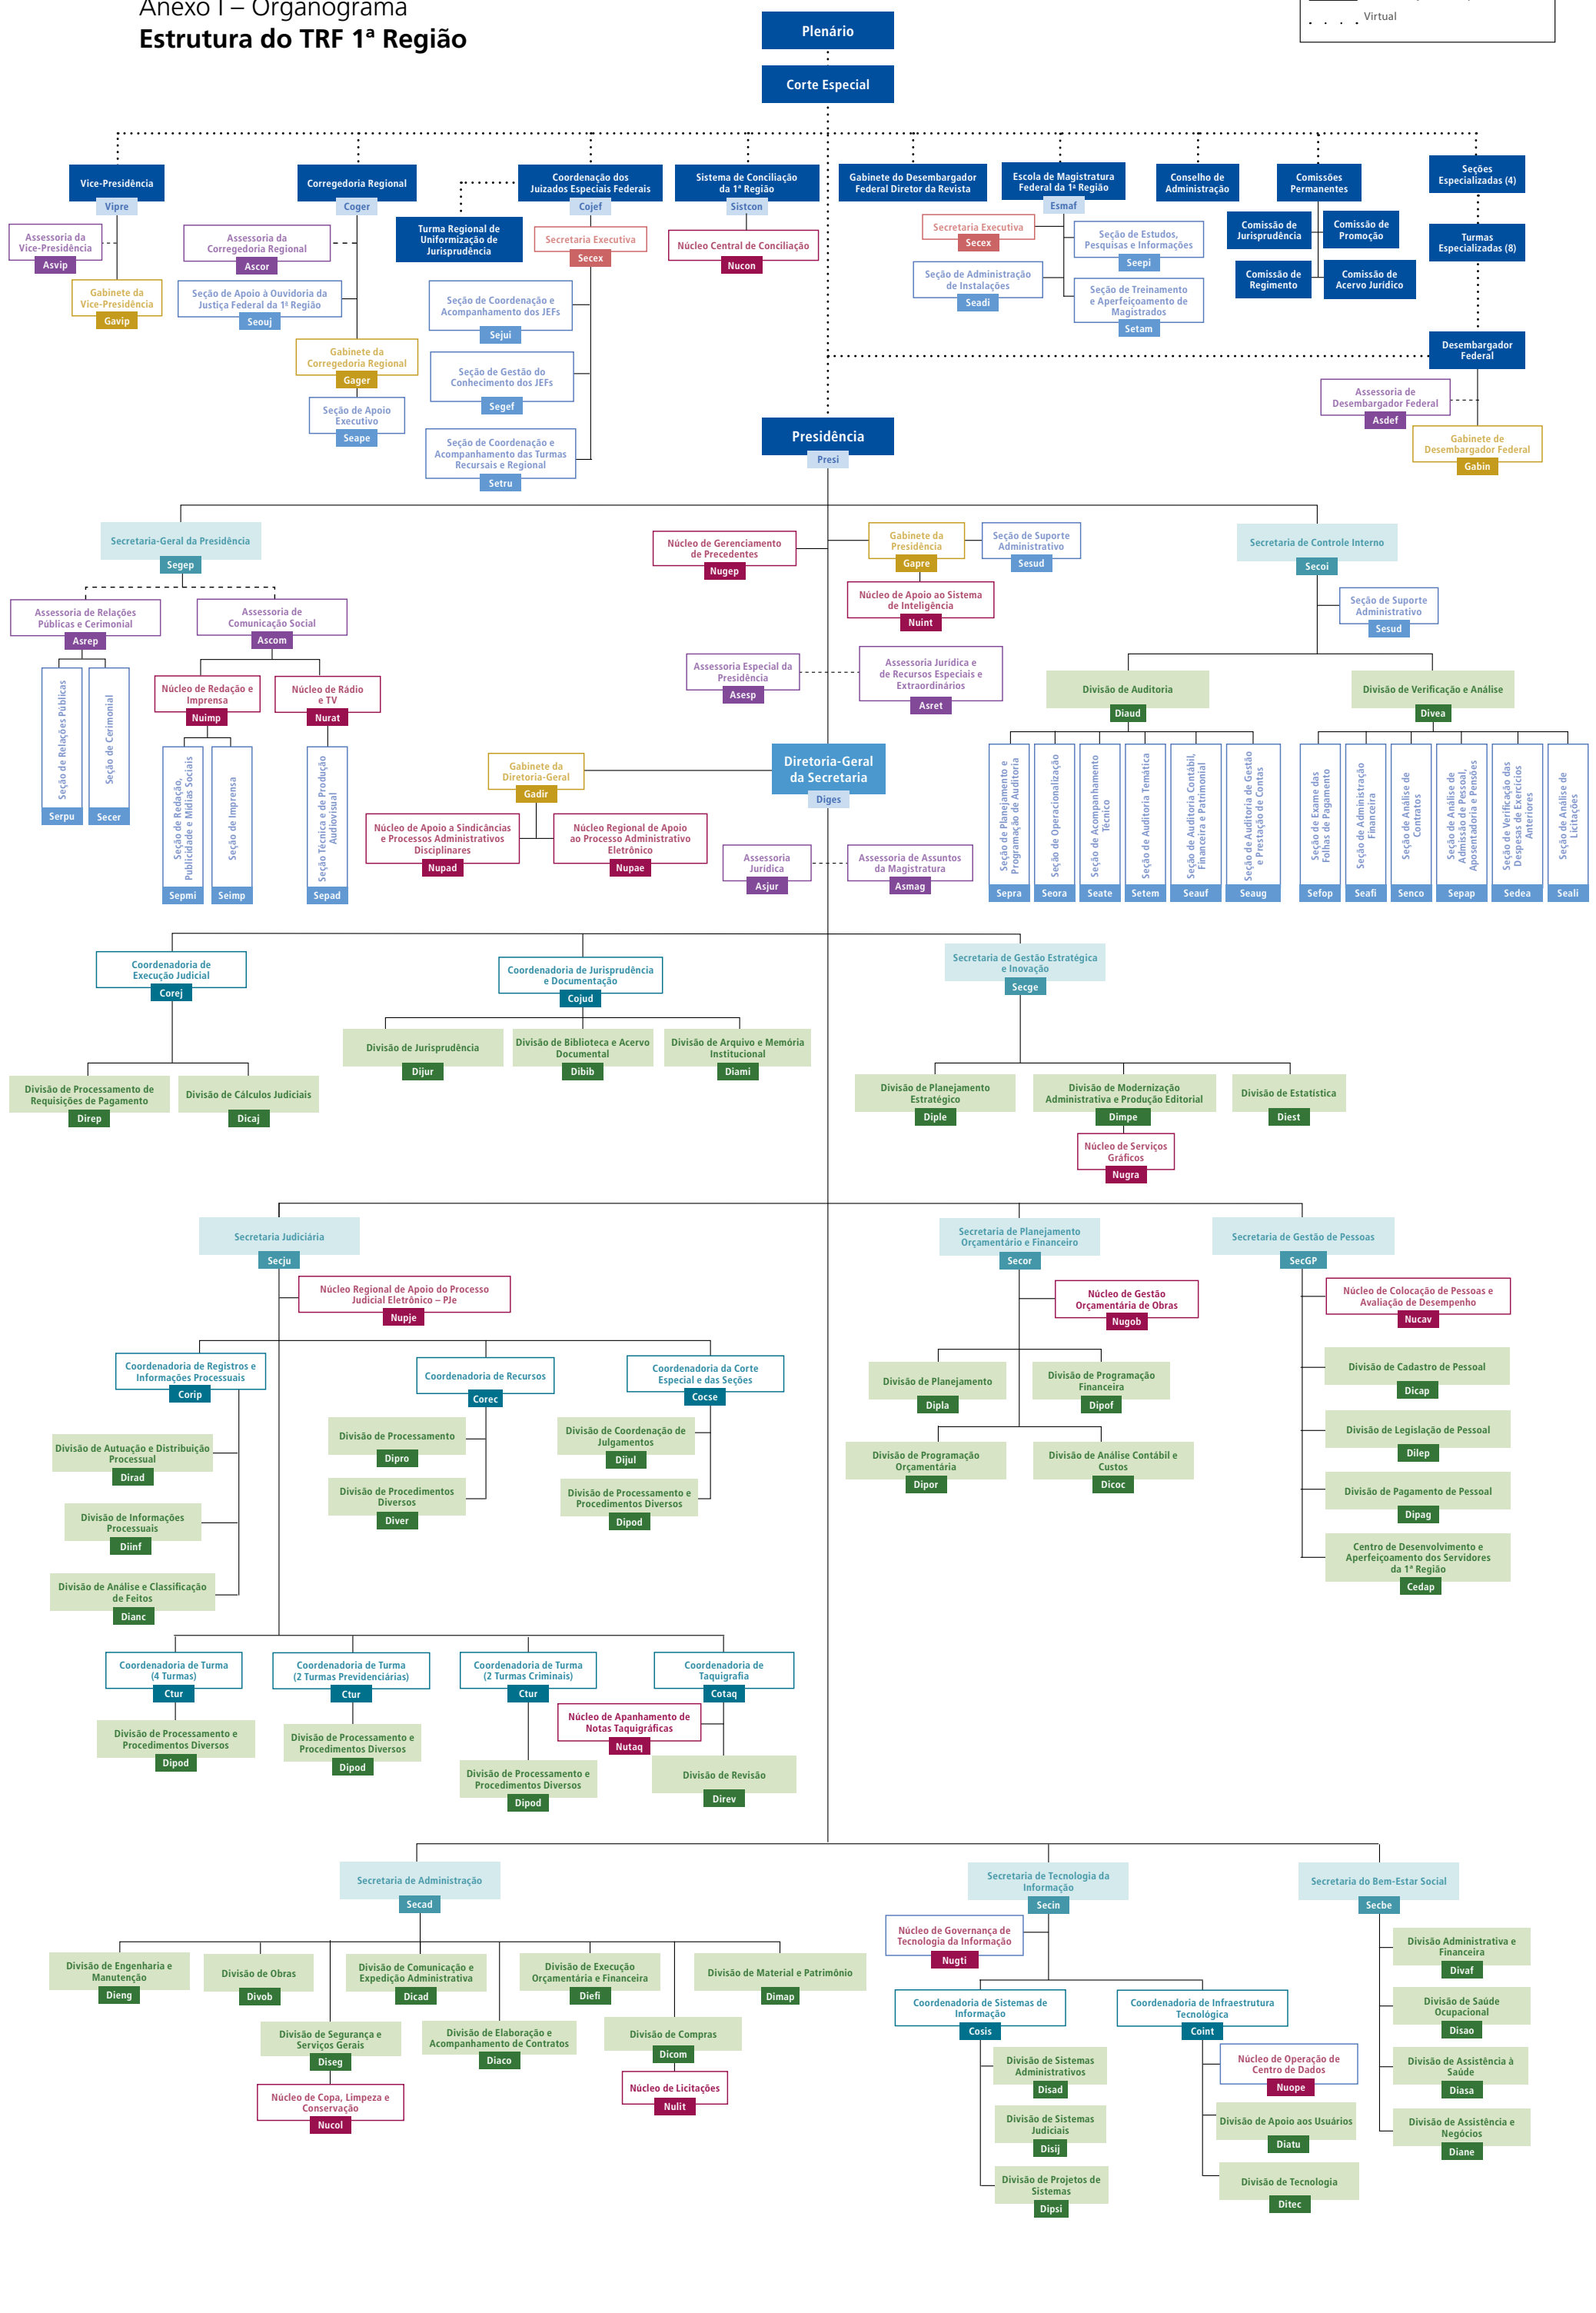 Anexo I – Organograma
Estrutura do TRF 1ª Região
Virtual
Plenário
Corte Especial
Vice-Presidência
Vipre
Assessoria da
Vice-Presidência
Asvip
Gabinete da
Vice-Presidência
Gavip
Corregedoria Regional
Coger
Assessoria da
Corregedoria Regional
Ascor
Seção de Apoio à Ouvidoria da
Justiça Federal da 1ª Região
Seouj
Gabinete da
Corregedoria Regional
Gager
Seção de Apoio
Executivo
Seape
Coordenação dos
Juizados Especiais Federais
Cojef
Turma Regional de
Uniformização de
Jurisprudência
Secretaria Executiva
Secex
Seção de Coordenação e
Acompanhamento dos JEFs
Sejui
Seção de Gestão do
Conhecimento dos JEFs
Segef
Seção de Coordenação e
Acompanhamento das Turmas
Recursais e Regional
Setru
Sistema de Conciliação
da 1ª Região
Sistcon
Núcleo Central de Conciliação
Nucon
Gabinete do Desembargador
Federal Diretor da Revista
Escola de Magistratura
Federal da 1ª Região
Esmaf
Secretaria Executiva
Secex
Seção de Estudos,
Pesquisas e Informações
Seepi
Seção de Administração
de Instalações
Seadi
Seção de Treinamento
e Aperfeiçoamento de
Magistrados
Setam
Conselho de
Administração
Comissões
Permanentes
Comissão de
Jurisprudência
Comissão de
Promoção
Comissão de
Regimento
Comissão de
Acervo Jurídico
Seções
Especializadas (4)
Turmas
Especializadas (8)
Desembargador
Federal
Assessoria de
Desembargador Federal
Asdef
Gabinete de
Desembargador Federal
Gabin
Presidência
Presi
Secretaria-Geral da Presidência
Segep
Assessoria de Relações
Públicas e Cerimonial
Asrep
Seção de Relações Públicas
Serpu
Seção de Cerimonial
Secer
Assessoria de
Comunicação Social
Ascom
Núcleo de Redação e
Imprensa
Nuimp
Núcleo de Rádio
e TV
Nurat
Seção de Redação,
Publicidade e Mídias Sociais
Sepmi
Seção de Imprensa
Seimp
Seção Técnica e de Produção
Audiovisual
Sepad
Núcleo de Gerenciamento
de Precedentes
Nugep
Gabinete da
Presidência
Gapre
Seção de Suporte
Administrativo
Sesud
Núcleo de Apoio ao Sistema
de Inteligência
Nuint
Assessoria Especial da
Presidência
Asesp
Assessoria Jurídica e
de Recursos Especiais e
Extraordinários
Asret
Secretaria de Controle Interno
Secoi
Seção de Suporte
Administrativo
Sesud
Divisão de Auditoria
Diaud
Seção de Planejamento e
Programação de Auditoria
Sepra
Seção de Operacionalização
Seora
Seção de Acompanhamento
Técnico
Seate
Seção de Auditoria Temática
Setem
Seção de Auditoria Contábil,
Financeira e Patrimonial
Seauf
Seção de Auditoria de Gestão
e Prestação de Contas
Seaug
Divisão de Verificação e Análise
Divea
Seção de Exame das
Folhas de Pagamento
Sefop
Seção de Administração
Financeira
Seafi
Seção de Análise de
Contratos
Senco
Seção de Análise de
Admissão de Pessoal,
Aposentadoria e Pensões
Sepap
Seção de Verificação das
Despesas de Exercícios
Anteriores
Sedea
Seção de Análise de
Licitações
Seali
Diretoria-Geral
da Secretaria
Diges
Gabinete da
Diretoria-Geral
Gadir
Núcleo de Apoio a Sindicâncias
e Processos Administrativos
Disciplinares
Nupad
Núcleo Regional de Apoio
ao Processo Administrativo
Eletrônico
Nupae
Assessoria
Jurídica
Asjur
Assessoria de Assuntos
da Magistratura
Asmag
Coordenadoria de
Execução Judicial
Corej
Divisão de Processamento de
Requisições de Pagamento
Direp
Divisão de Cálculos Judiciais
Dicaj
Coordenadoria de Jurisprudência
e Documentação
Cojud
Divisão de Jurisprudência
Dijur
Divisão de Biblioteca e Acervo
Documental
Dibib
Divisão de Arquivo e Memória
Institucional
Diami
Secretaria de Gestão Estratégica
e Inovação
Secge
Divisão de Planejamento
Estratégico
Diple
Divisão de Modernização
Administrativa e Produção Editorial
Dimpe
Núcleo de Serviços
Gráficos
Nugra
Divisão de Estatística
Diest
Secretaria Judiciária
Secju
Núcleo Regional de Apoio do Processo
Judicial Eletrônico – PJe
Nupje
Coordenadoria de Registros e
Informações Processuais
Corip
Divisão de Autuação e Distribuição
Processual
Dirad
Divisão de Informações
Processuais
Diinf
Divisão de Análise e Classificação
de Feitos
Dianc
Coordenadoria de Recursos
Corec
Divisão de Processamento
Dipro
Divisão de Procedimentos
Diversos
Diver
Coordenadoria da Corte
Especial e das Seções
Cocse
Divisão de Coordenação de
Julgamentos
Dijul
Divisão de Processamento e
Procedimentos Diversos
Dipod
Coordenadoria de Turma
(4 Turmas)
Ctur
Divisão de Processamento e
Procedimentos Diversos
Dipod
Coordenadoria de Turma
(2 Turmas Previdenciárias)
Ctur
Divisão de Processamento e
Procedimentos Diversos
Dipod
Coordenadoria de Turma
(2 Turmas Criminais)
Ctur
Divisão de Processamento e
Procedimentos Diversos
Dipod
Coordenadoria de
Taquigrafia
Cotaq
Núcleo de Apanhamento de
Notas Taquigráficas
Nutaq
Divisão de Revisão
Direv
Secretaria de Planejamento
Orçamentário e Financeiro
Secor
Núcleo de Gestão
Orçamentária de Obras
Nugob
Divisão de Planejamento
Dipla
Divisão de Programação
Financeira
Dipof
Divisão de Programação
Orçamentária
Dipor
Divisão de Análise Contábil e
Custos
Dicoc
Secretaria de Gestão de Pessoas
SecGP
Núcleo de Colocação de Pessoas e
Avaliação de Desempenho
Nucav
Divisão de Cadastro de Pessoal
Dicap
Divisão de Legislação de Pessoal
Dilep
Divisão de Pagamento de Pessoal
Dipag
Centro de Desenvolvimento e
Aperfeiçoamento dos Servidores
da 1ª Região
Cedap
Secretaria de Administração
Secad
Divisão de Engenharia e
Manutenção
Dieng
Divisão de Obras
Divob
Divisão de Comunicação e
Expedição Administrativa
Dicad
Divisão de Execução
Orçamentária e Financeira
Diefi
Divisão de Material e Patrimônio
Dimap
Divisão de Segurança e
Serviços Gerais
Diseg
Núcleo de Copa, Limpeza e
Conservação
Nucol
Divisão de Elaboração e
Acompanhamento de Contratos
Diaco
Divisão de Compras
Dicom
Núcleo de Licitações
Nulit
Secretaria de Tecnologia da
Informação
Secin
Núcleo de Governança de
Tecnologia da Informação
Nugti
Coordenadoria de Sistemas de
Informação
Cosis
Divisão de Sistemas
Administrativos
Disad
Divisão de Sistemas
Judiciais
Disij
Divisão de Projetos de
Sistemas
Dipsi
Coordenadoria de Infraestrutura
Tecnológica
Coint
Núcleo de Operação de
Centro de Dados
Nuope
Divisão de Apoio aos Usuários
Diatu
Divisão de Tecnologia
Ditec
Secretaria do Bem-Estar Social
Secbe
Divisão Administrativa e
Financeira
Divaf
Divisão de Saúde
Ocupacional
Disao
Divisão de Assistência à
Saúde
Diasa
Divisão de Assistência e
Negócios
Diane